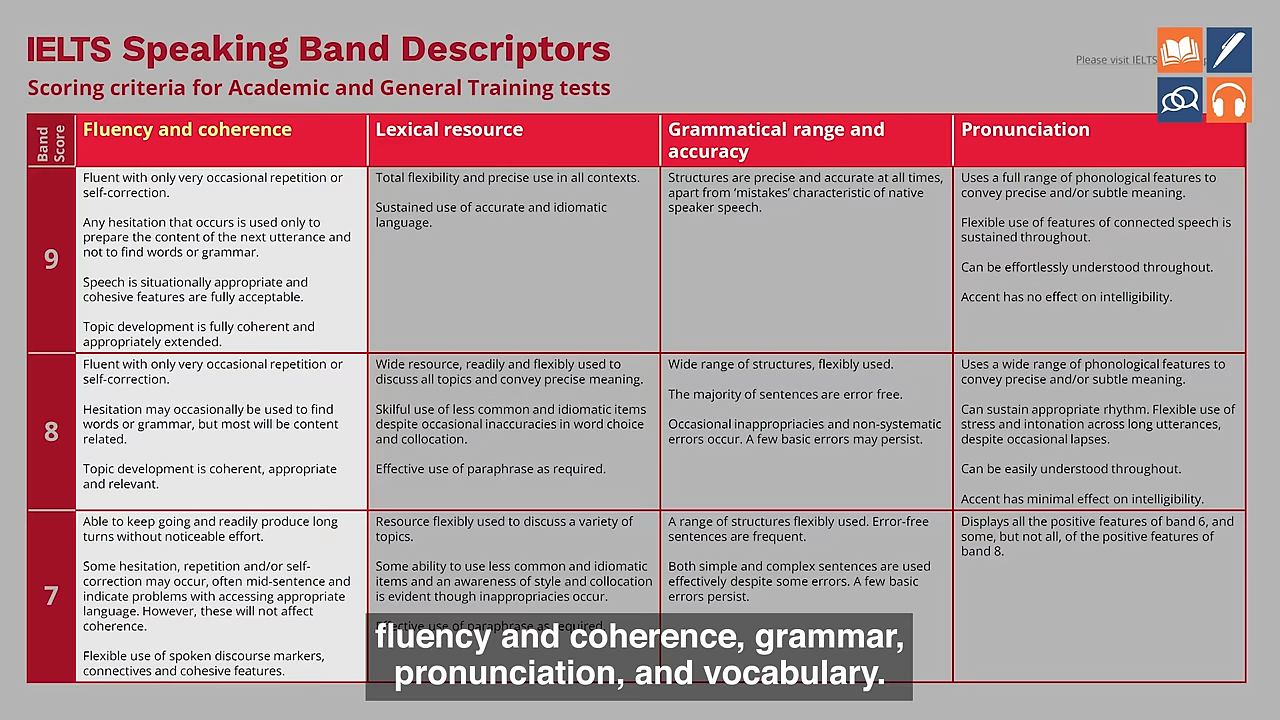 IELTS Speaking Band Descriptors
Scoring criteria for Academic and General Training tests
Please visit IELTS
Band Score
Fluency and coherence
Lexical resource
Grammatical range and
accuracy
Pronunciation
9
Fluent with only very occasional repetition or
self-correction.
Any hesitation that occurs is used only to
prepare the content of the next utterance and
not to find words or grammar.
Speech is situationally appropriate and
cohesive features are fully acceptable.
Topic development is fully coherent and
appropriately extended.
Total flexibility and precise use in all contexts.
Sustained use of accurate and idiomatic
language.
Structures are precise and accurate at all times,
apart from ‘mistakes’ characteristic of native
speaker speech.
Uses a full range of phonological features to
convey precise and/or subtle meaning.
Flexible use of features of connected speech is
sustained throughout.
Can be effortlessly understood throughout.
Accent has no effect on intelligibility.
8
Fluent with only very occasional repetition or
self-correction.
Hesitation may occasionally be used to find
words or grammar, but most will be content
related.
Topic development is coherent, appropriate
and relevant.
Wide resource, readily and flexibly used to
discuss all topics and convey precise meaning.
Skilful use of less common and idiomatic items
despite occasional inaccuracies in word choice
and collocation.
Effective use of paraphrase as required.
Wide range of structures, flexibly used.
The majority of sentences are error free.
Occasional inappropriacies and non-systematic
errors occur. A few basic errors may persist.
Uses a wide range of phonological features to
convey precise and/or subtle meaning.
Can sustain appropriate rhythm. Flexible use of
stress and intonation across long utterances,
despite occasional lapses.
Can be easily understood throughout.
Accent has minimal effect on intelligibility.
7
Able to keep going and readily produce long
turns without noticeable effort.
Some hesitation, repetition and/or self-
correction may occur, often mid-sentence and
indicate problems with accessing appropriate
language. However, these will not affect
coherence.
Flexible use of spoken discourse markers,
connectives and cohesive features.
Resource flexibly used to discuss a variety of
topics.
Some ability to use less common and idiomatic
items and an awareness of style and collocation
is evident though inappropriacies occur.
Effective use of paraphrase as required.
A range of structures flexibly used. Error-free
sentences are frequent.
Both simple and complex sentences are used
effectively despite some errors. A few basic
errors persist.
Displays all the positive features of band 6, and
some, but not all, of the positive features of
band 8.
fluency and coherence, grammar,
pronunciation, and vocabulary.